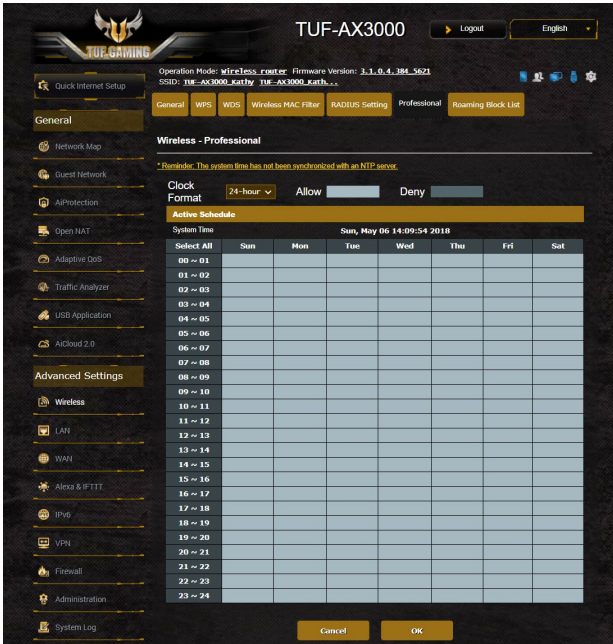 TUF GAMING
TUF-AX3000
Logout
English
Operation Mode: Wireless router Firmware Version: 3.1.0.4.384_5621
SSID: TUF-AX3000_Kathy TUF-AX3000_Kath...
General WPS WDS Wireless MAC Filter RADIUS Setting Professional Roaming Block List
Quick Internet Setup
General
Network Map
Guest Network
AiProtection
Open NAT
Adaptive QoS
Traffic Analyzer
USB Application
AiCloud 2.0
Advanced Settings
Wireless
LAN
WAN
Alexa & IFTTT
IPv6
VPN
Firewall
Administration
System Log
Wireless - Professional
* Reminder: The system time has not been synchronized with an NTP server.
Clock Format 24-hour Allow Deny
Active Schedule
System Time Sun, May 06 14:09:54 2018
Select All Sun Mon Tue Wed Thu Fri Sat
00 ~ 01
01 ~ 02
02 ~ 03
03 ~ 04
04 ~ 05
05 ~ 06
06 ~ 07
07 ~ 08
08 ~ 09
09 ~ 10
10 ~ 11
11 ~ 12
12 ~ 13
13 ~ 14
14 ~ 15
15 ~ 16
16 ~ 17
17 ~ 18
18 ~ 19
19 ~ 20
20 ~ 21
21 ~ 22
22 ~ 23
23 ~ 24
Cancel OK